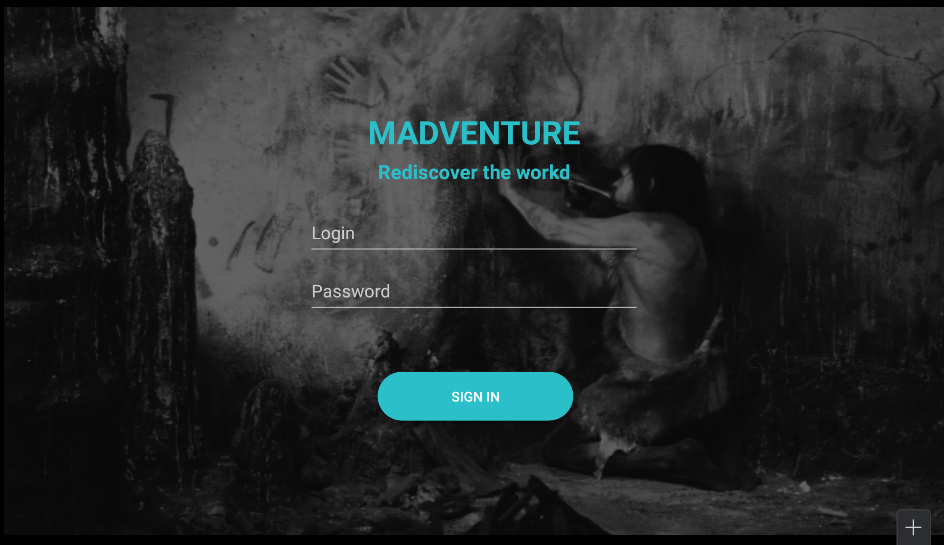 MADVENTURE
Rediscover the workd
Login
Password
SIGN IN